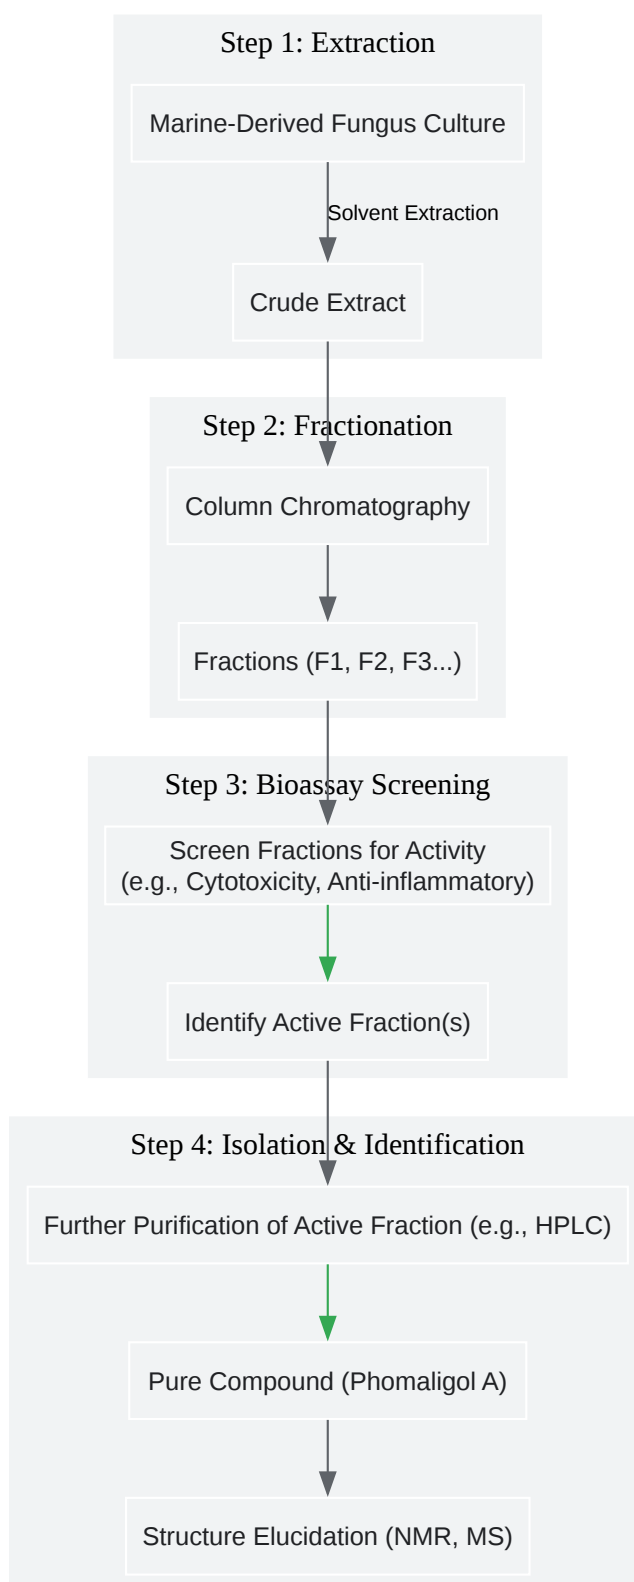 Step 1: Extraction
Marine-Derived Fungus Culture
Solvent Extraction
Crude Extract
Step 2: Fractionation
Column Chromatography
Fractions (F1, F2, F3...)
Step 3: Bioassay Screening
Screen Fractions for Activity
(e.g., Cytotoxicity, Anti-inflammatory)
Identify Active Fraction(s)
Step 4: Isolation & Identification
Further Purification of Active Fraction (e.g., HPLC)
Pure Compound (Phomaligol A)
Structure Elucidation (NMR, MS)